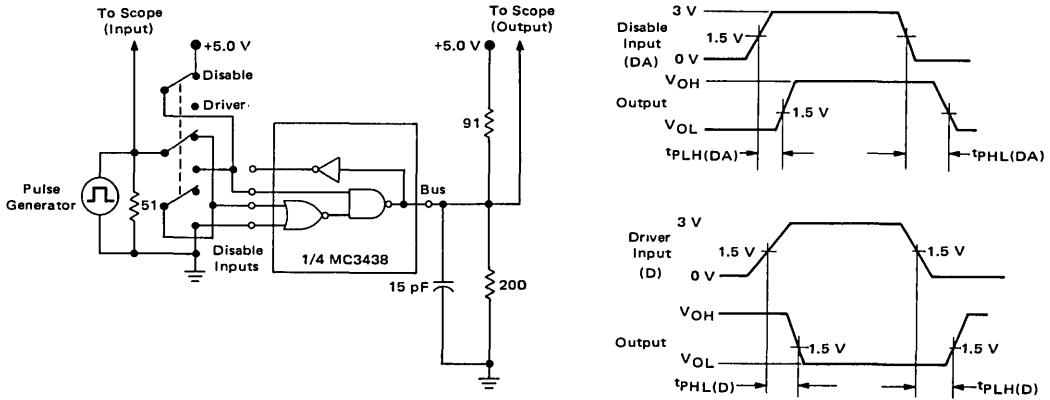 To Scope
(Input)
+5.0 V
Disable
Driver
Pulse
Generator
51
Disable
Inputs
1/4 MC3438
Bus
15 pF
To Scope
(Output)
+5.0 V
91
200
Disable
Input
(DA)
3 V
1.5 V
0 V
Output
VOH
VOL
1.5 V
tPLH(DA)
tPHL(DA)
Driver
Input
(D)
3 V
1.5 V
1.5 V
0 V
Output
VOH
VOL
1.5 V
1.5 V
tPHL(D)
tPLH(D)